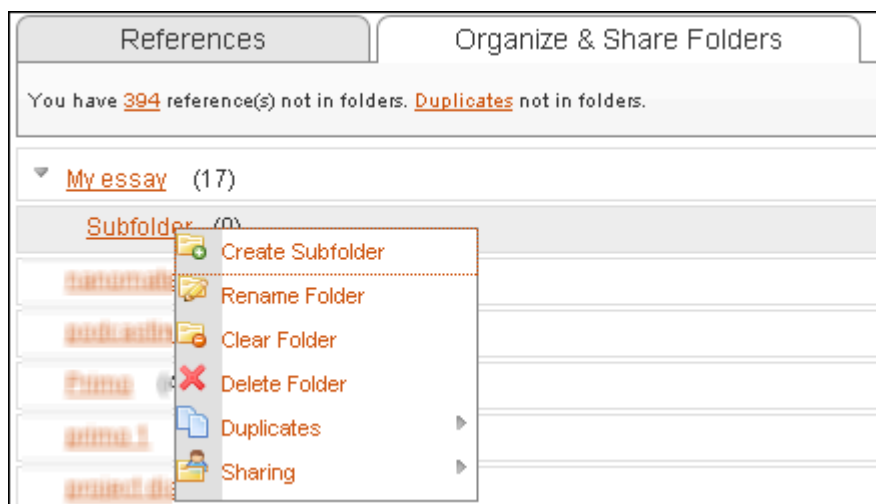 References
Organize & Share Folders
You have 394 reference(s) not in folders. Duplicates not in folders.
My essay (17)
Subfolder (0)
Create Subfolder
Rename Folder
Clear Folder
Delete Folder
Duplicates
Sharing